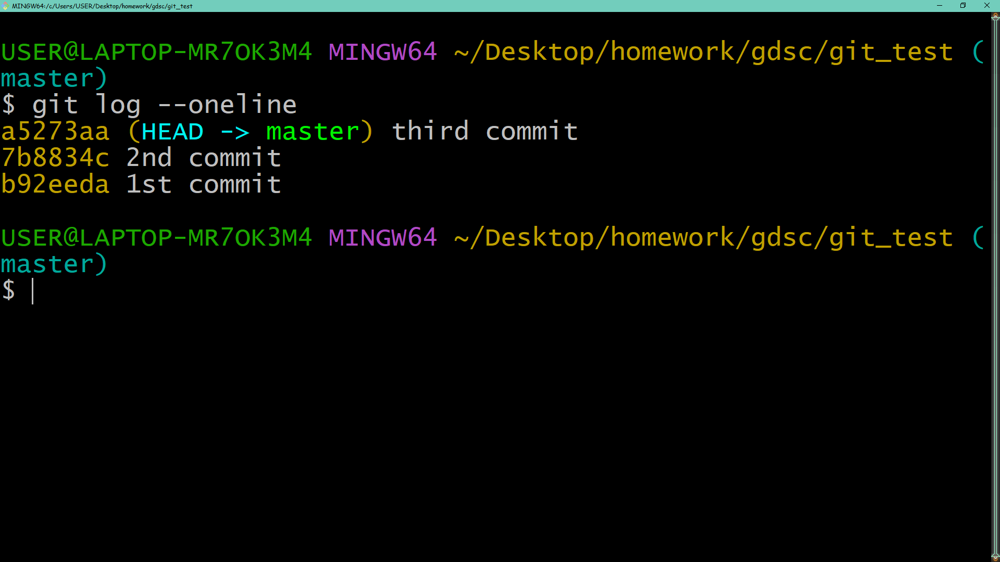 MINGW64:/c/Users/USER/Desktop/homework/gdsc/git_test
USER@LAPTOP-MR7OK3M4 MINGW64 ~/Desktop/homework/gdsc/git_test (
master)
$ git log --oneline
a5273aa (HEAD -> master) third commit
7b8834c 2nd commit
b92eeda 1st commit
USER@LAPTOP-MR7OK3M4 MINGW64 ~/Desktop/homework/gdsc/git_test (
master)
$